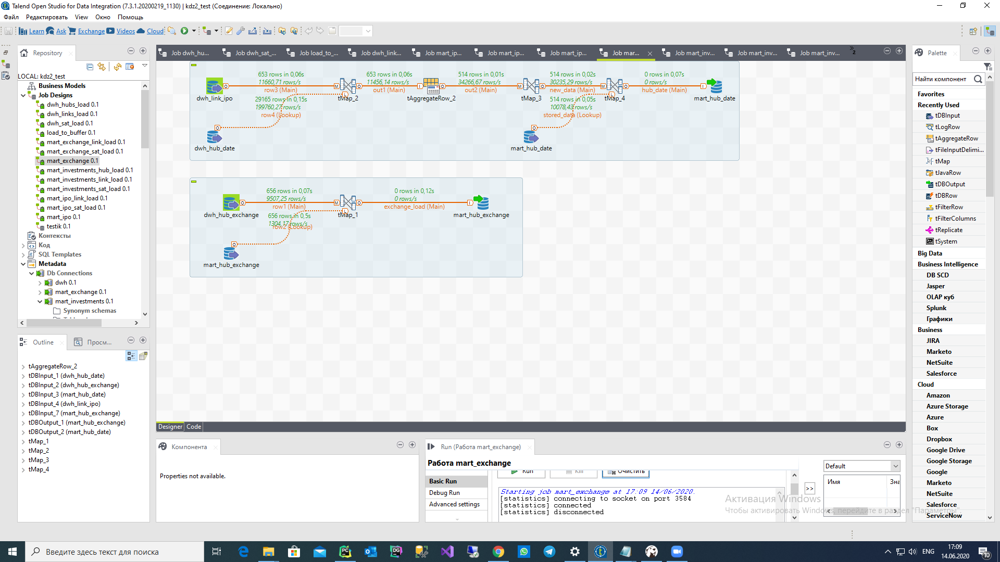 Talend Open Studio for Data Integration (7.3.1.20200219_1130) | kdz2_test (Соединение: Локально)
Файл Редактировать View Окно Помощь
Learn Ask Exchange Videos Cloud
Repository
LOCAL: kdz2_test
Business Models
Job Designs
dwh_hubs_load 0.1
dwh_links_load 0.1
dwh_sat_load 0.1
load_to_buffer 0.1
mart_exchange_link_load 0.1
mart_exchange_sat_load 0.1
mart_exchange 0.1
mart_investments_hub_load 0.1
mart_investments_link_load 0.1
mart_investments_sat_load 0.1
mart_ipo_link_load 0.1
mart_ipo_sat_load 0.1
mart_ipo 0.1
testik 0.1
Контексты
Код
SQL Templates
Metadata
Db Connections
dwh 0.1
mart_exchange 0.1
mart_investments 0.1
Synonym schemas
Outline Просм...
tAggregateRow_2
tDBInput_1 (dwh_hub_date)
tDBInput_2 (dwh_hub_exchange)
tDBInput_3 (mart_hub_date)
tDBInput_4 (dwh_link_ipo)
tDBInput_7 (mart_hub_exchange)
tDBOutput_1 (mart_hub_exchange)
tDBOutput_2 (mart_hub_date)
tMap_1
tMap_2
tMap_3
tMap_4
Job dwh_hu... Job dwh_sat_... Job load_to_... Job dwh_link... Job mart_ip... Job mart_ip... Job mart_ip... Job mar... Job mart_inv... Job mart_inv... Job mart_inv... 2
653 rows in 0,06s 653 rows in 0,06s 514 rows in 0,01s 514 rows in 0,02s 0 rows in 0,07s
11660,71 rows/s 11456,14 rows/s 34266,67 rows/s 30235,29 rows/s 0 rows/s
row3 (Main) out1 (Main) out2 (Main) new_data (Main) hub_date (Main)
dwh_link_ipo tMap_2 tAggregateRow_2 tMap_3 tMap_4 mart_hub_date
29165 rows in 0,15s 514 rows in 0,05s
199760,27 rows/s 10078,43 rows/s
row4 (Lookup) stored_data (Lookup)
dwh_hub_date mart_hub_date
656 rows in 0,07s 0 rows in 0,12s
9507,25 rows/s 0 rows/s
row1 (Main) exchange_load (Main)
dwh_hub_exchange tMap_1 mart_hub_exchange
656 rows in 0,5s
1304,17 rows/s
row2 (Lookup)
mart_hub_exchange
Designer Code
Компонента
Properties not available.
Run (Работа mart_exchange)
Работа mart_exchange
Basic Run
Debug Run
Advanced settings
Run Kill Очистить
Starting job mart_exchange at 17:09 14/06/2020.
[statistics] connecting to socket on port 3584
[statistics] connected
[statistics] disconnected
>>
Default
Имя Зна
Активация Windows
Чтобы активировать Windows, перейдите в раздел "Параметры".
Palette
Найти компонент
Favorites
Recently Used
tDBInput
tLogRow
tAggregateRow
tFileInputDelimi...
tMap
tJavaRow
tDBOutput
tDBRow
tFilterRow
tFilterColumns
tReplicate
tSystem
Big Data
Business Intelligence
DB SCD
Jasper
OLAP куб
Splunk
Графики
Business
JIRA
Marketo
NetSuite
Salesforce
Cloud
Amazon
Azure Storage
Azure
Box
Dropbox
Google Drive
Google Storage
Google
Marketo
NetSuite
Salesforce
ServiceNow
Введите здесь текст для поиска
ENG
17:09
14.06.2020
10